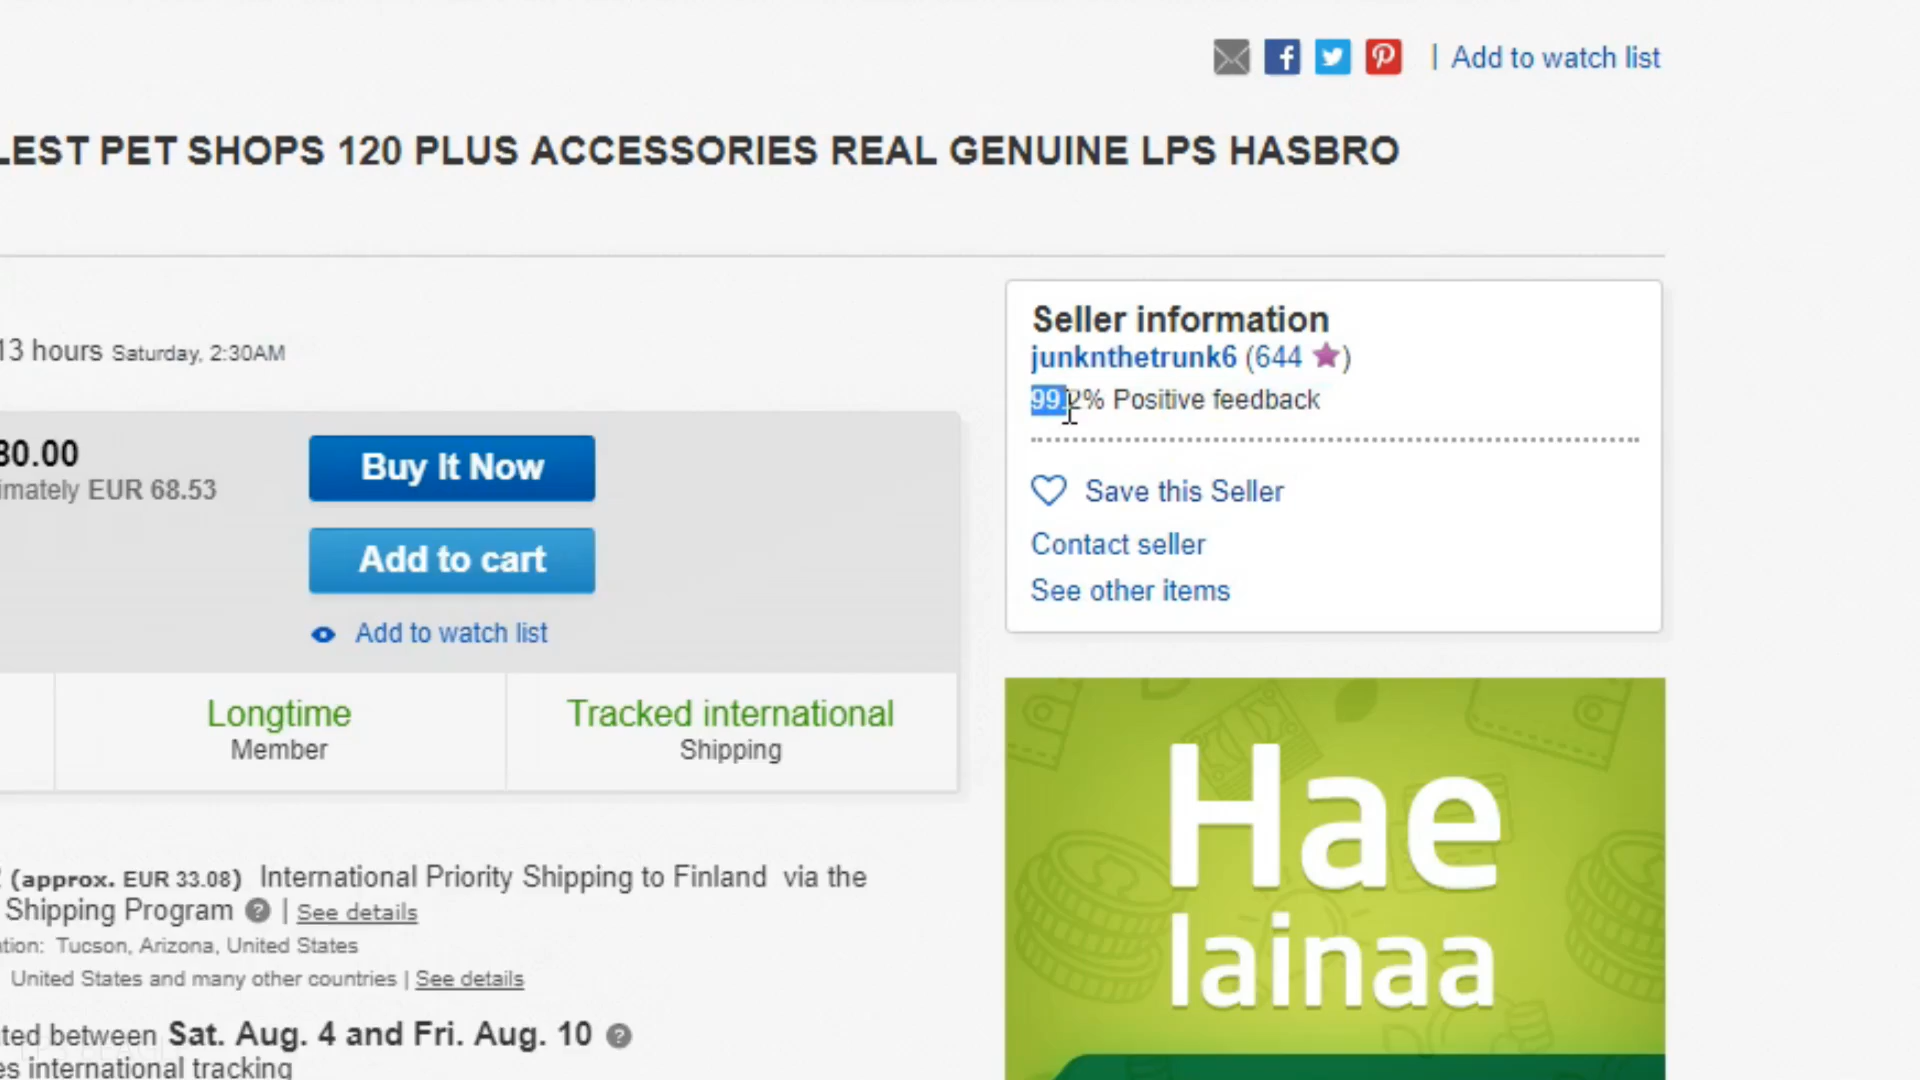 | Add to watch list
LEST PET SHOPS 120 PLUS ACCESSORIES REAL GENUINE LPS HASBRO
13 hours Saturday, 2:30AM
Seller information
junknthetrunk6 (644 ★)
99.2% Positive feedback
80.00
imately EUR 68.53
Buy It Now
Add to cart
Add to watch list
Save this Seller
Contact seller
See other items
Longtime
Member
Tracked international
Shipping
(approx. EUR 33.08) International Priority Shipping to Finland via the
Shipping Program ? | See details
tion: Tucson, Arizona, United States
United States and many other countries | See details
ted between Sat. Aug. 4 and Fri. Aug. 10 ?
es international tracking
Hae
lainaa